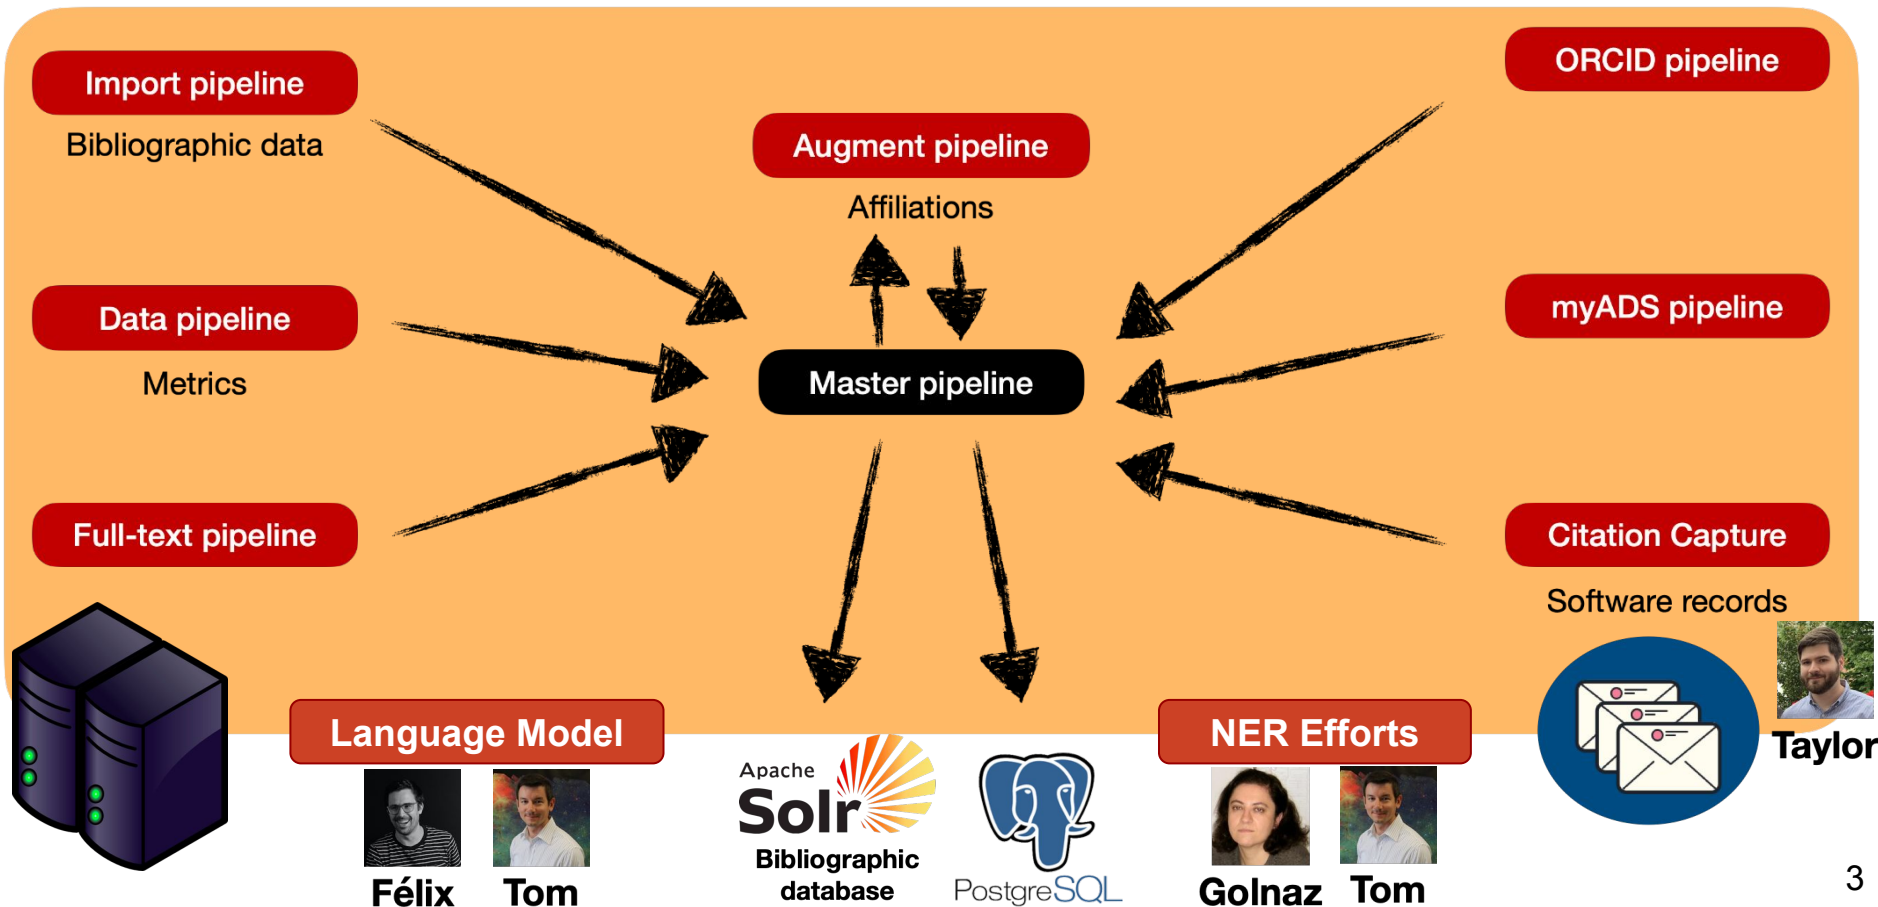 Import pipeline
Bibliographic data
Data pipeline
Metrics
Full-text pipeline
Augment pipeline
Affiliations
Master pipeline
ORCID pipeline
myADS pipeline
Citation Capture
Software records
Taylor
Language Model
Félix
Tom
Apache
Solr
Bibliographic
database
PostgreSQL
NER Efforts
Golnaz
Tom
3